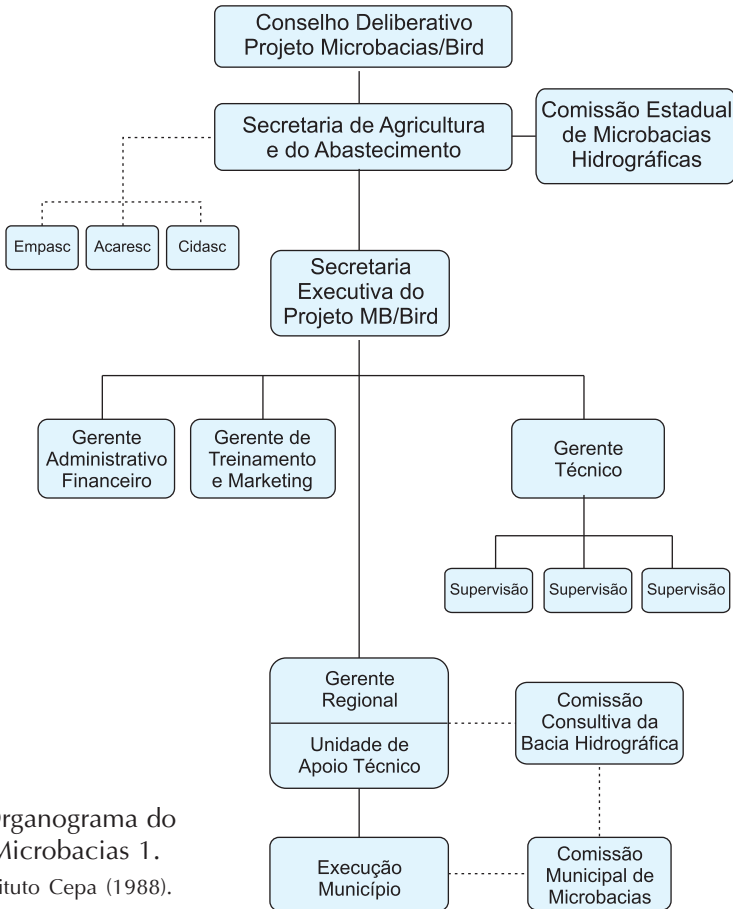 Conselho Deliberativo
Projeto Microbacias/Bird
Secretaria de Agricultura
e do Abastecimento
Comissão Estadual
de Microbacias
Hidrográficas
Empasc
Acaresc
Cidasc
Secretaria
Executiva do
Projeto MB/Bird
Gerente
Administrativo
Financeiro
Gerente de
Treinamento
e Marketing
Gerente
Técnico
Supervisão
Supervisão
Supervisão
Gerente
Regional
Unidade de
Apoio Técnico
Comissão
Consultiva da
Bacia Hidrográfica
Execução
Município
Comissão
Municipal de
Microbacias
rganograma do
Microbacias 1.
ituto Cepa (1988).